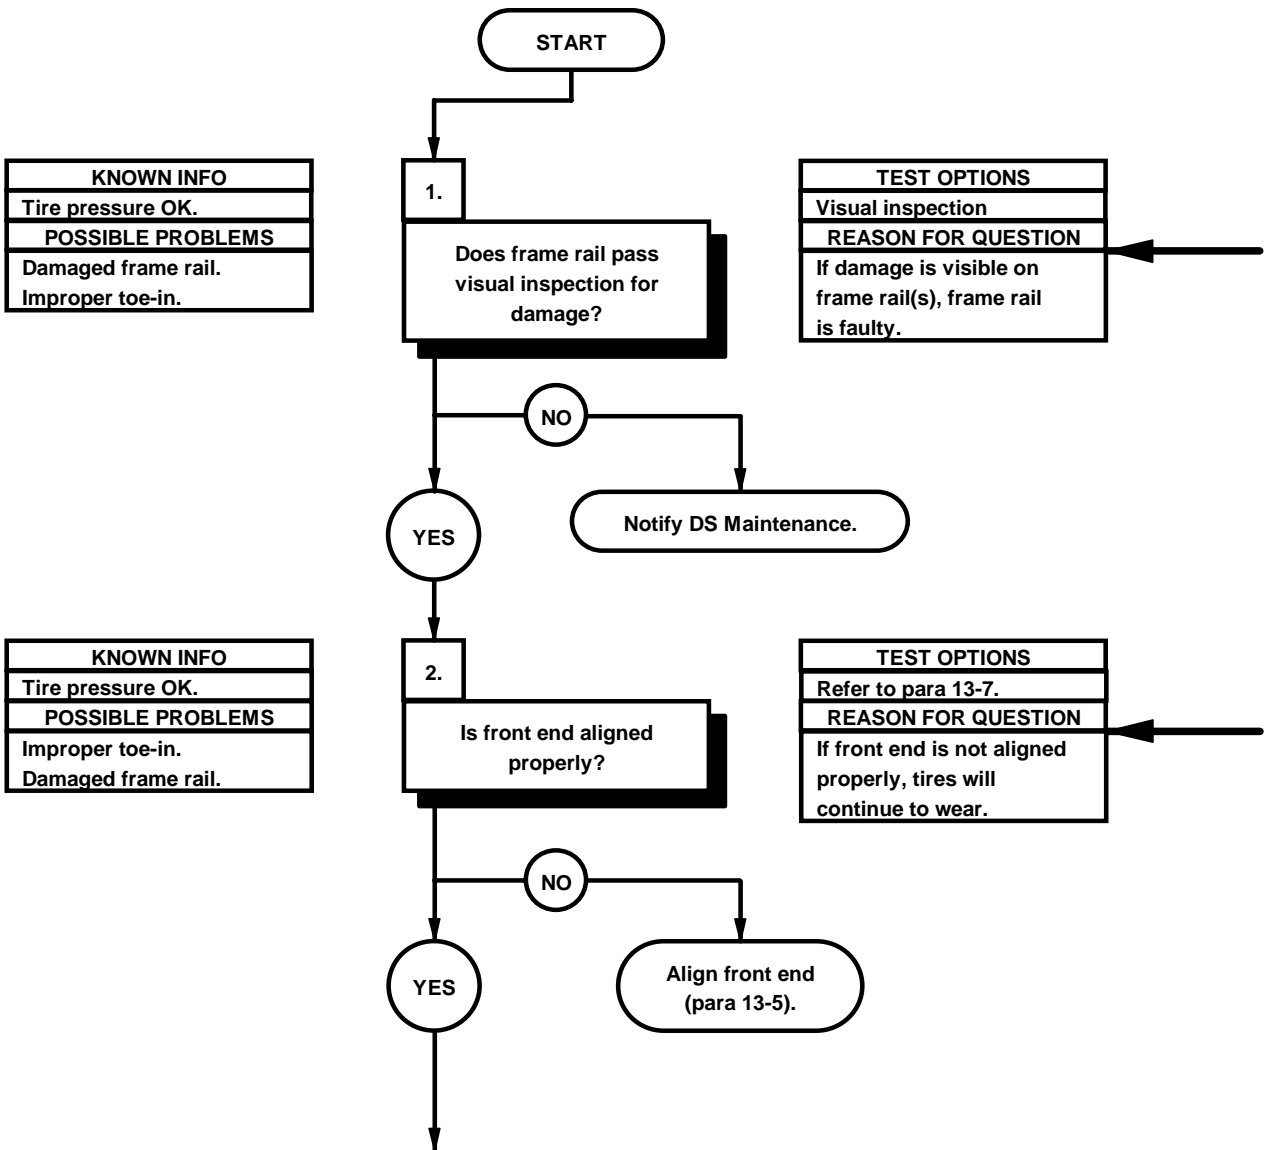 START
KNOWN INFO
Tire pressure OK.
POSSIBLE PROBLEMS
Damaged frame rail.
Improper toe-in.
1.
Does frame rail pass
visual inspection for
damage?
TEST OPTIONS
Visual inspection
REASON FOR QUESTION
If damage is visible on
frame rail(s), frame rail
is faulty.
NO
Notify DS Maintenance.
YES
KNOWN INFO
Tire pressure OK.
POSSIBLE PROBLEMS
Improper toe-in.
Damaged frame rail.
2.
Is front end aligned
properly?
TEST OPTIONS
Refer to para 13-7.
REASON FOR QUESTION
If front end is not aligned
properly, tires will
continue to wear.
NO
Align front end
(para 13-5).
YES